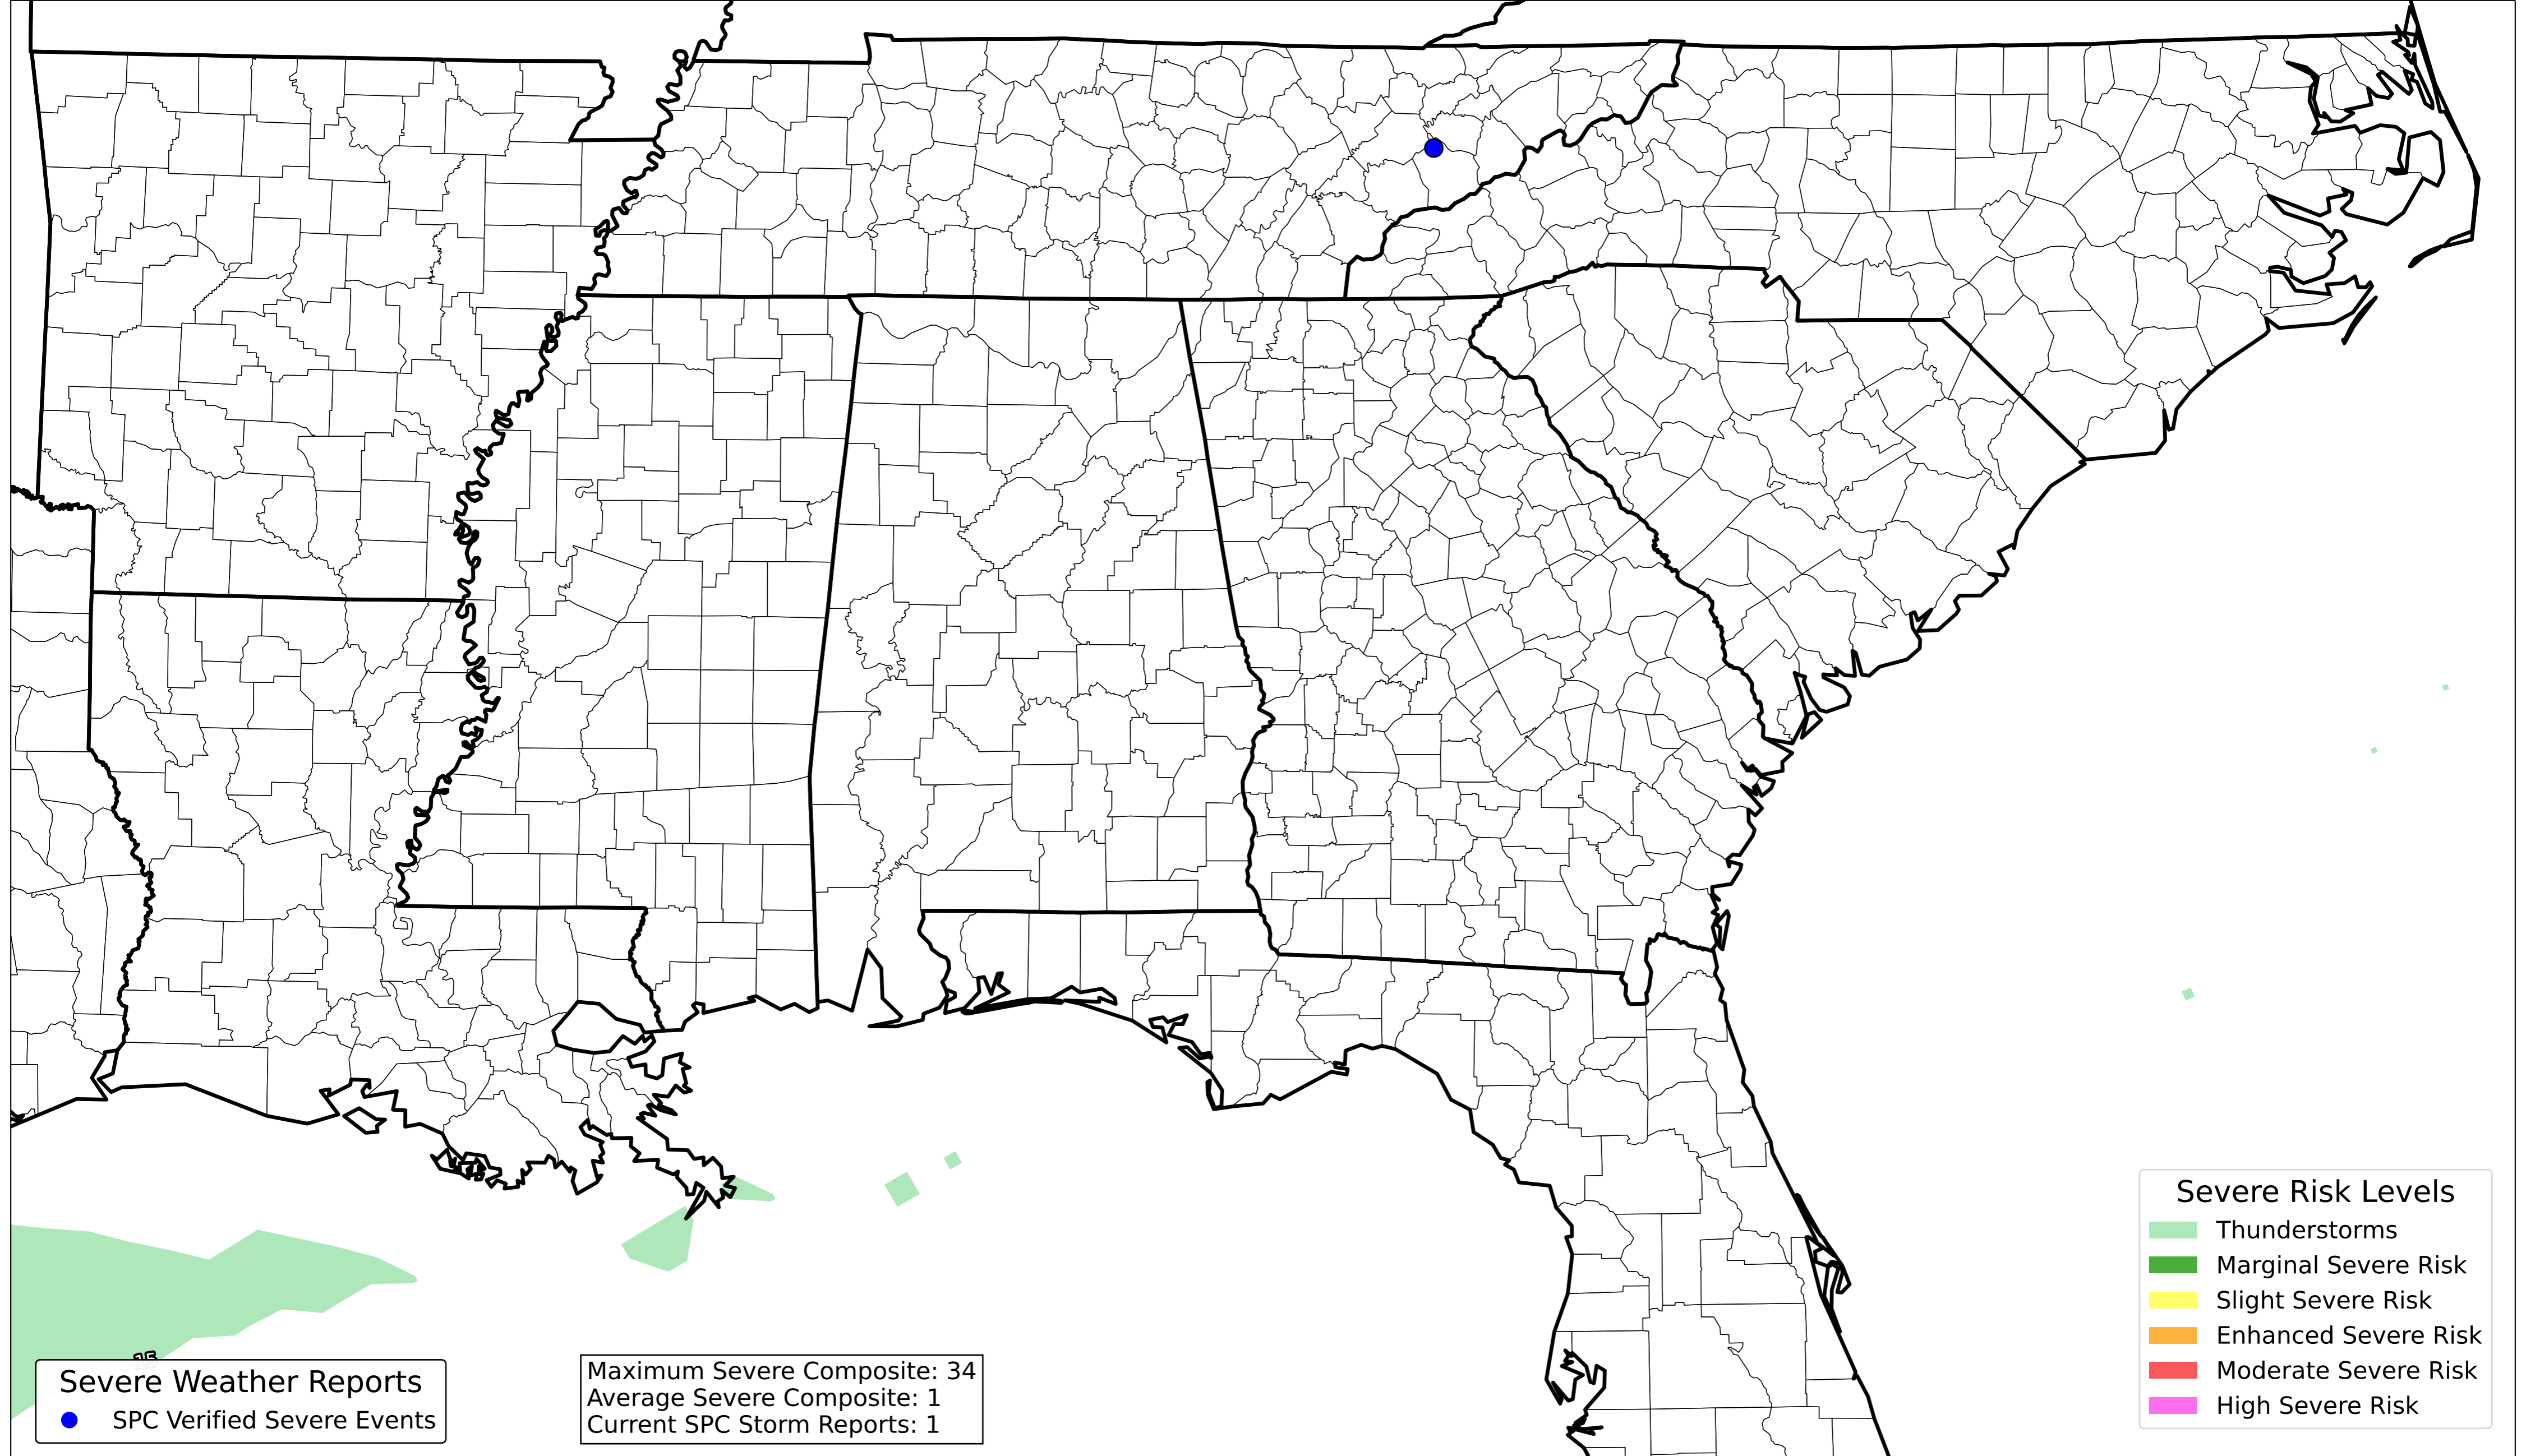 Severe Risk Levels
Thunderstorms
Marginal Severe Risk
Slight Severe Risk
Enhanced Severe Risk
Moderate Severe Risk
High Severe Risk
15
Severe Weather Reports
SPC Verified Severe Events
Maximum Severe Composite: 34
Average Severe Composite: 1
Current SPC Storm Reports: 1